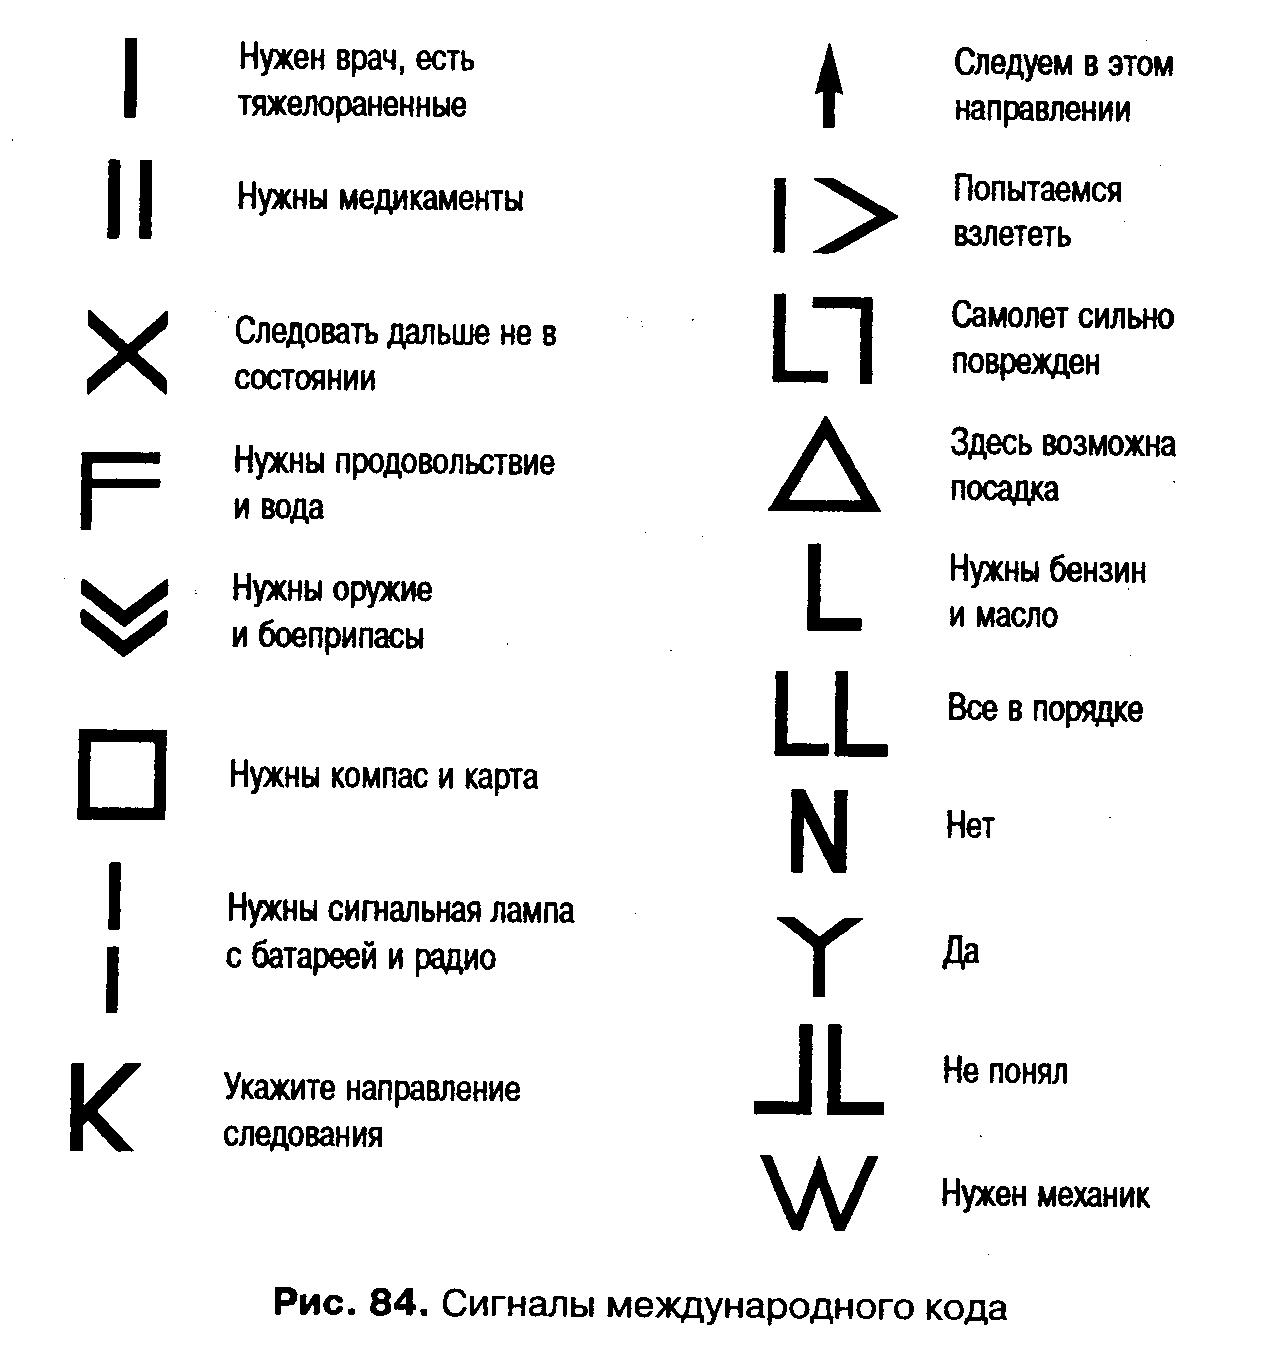 Нужен врач, есть
тяжелораненные
Нужны медикаменты
Следовать дальше не в
состоянии
F
Нужны продовольствие
и вода
Нужны оружие
и боеприпасы
Нужны компас и карта
Нужны сигнальная лампа
с батареей и радио
K
Укажите направление
следования
Следуем в этом
направлении
Попытаемся
взлететь
Самолет сильно
поврежден
Здесь возможна
посадка
L
Нужны бензин
и масло
LL
Все в порядке
N
Нет
Y
Да
Не понял
W
Нужен механик
Рис. 84. Сигналы международного кода